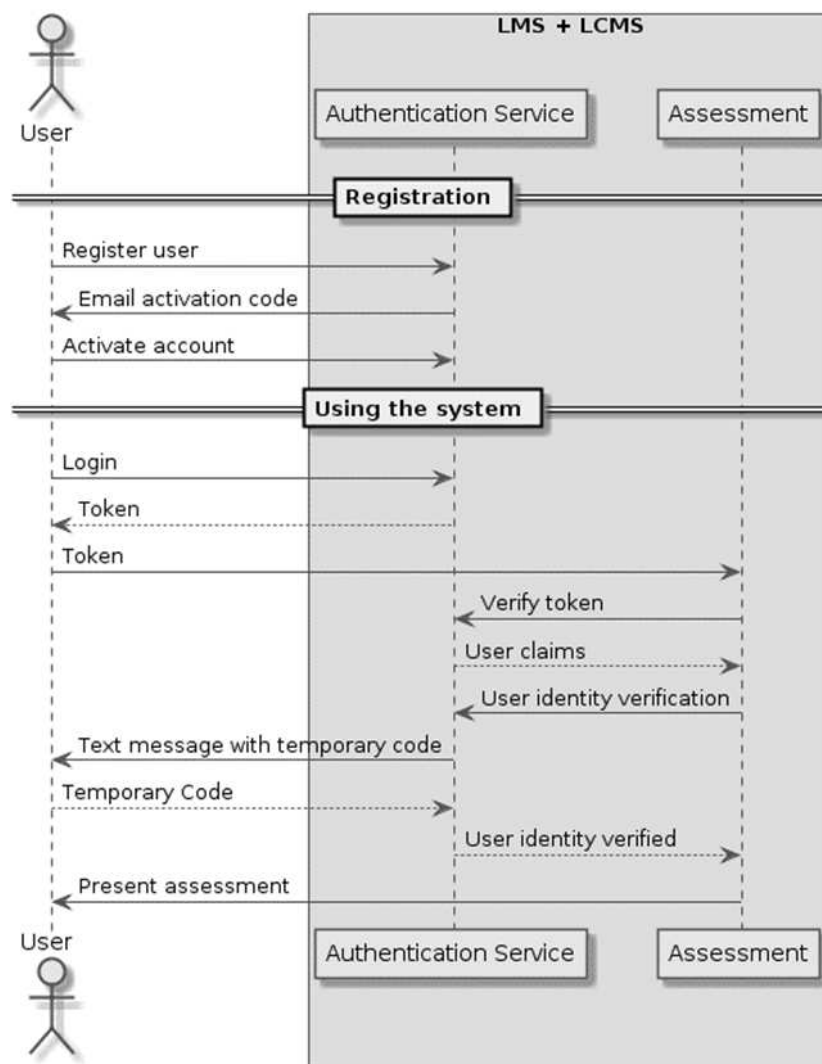 LMS + LCMS
User
Authentication Service
Assessment
Registration
Register user
Email activation code
Activate account
Using the system
Login
Token
Token
Verify token
User claims
User identity verification
Text message with temporary code
Temporary Code
User identity verified
Present assessment
User
Authentication Service
Assessment